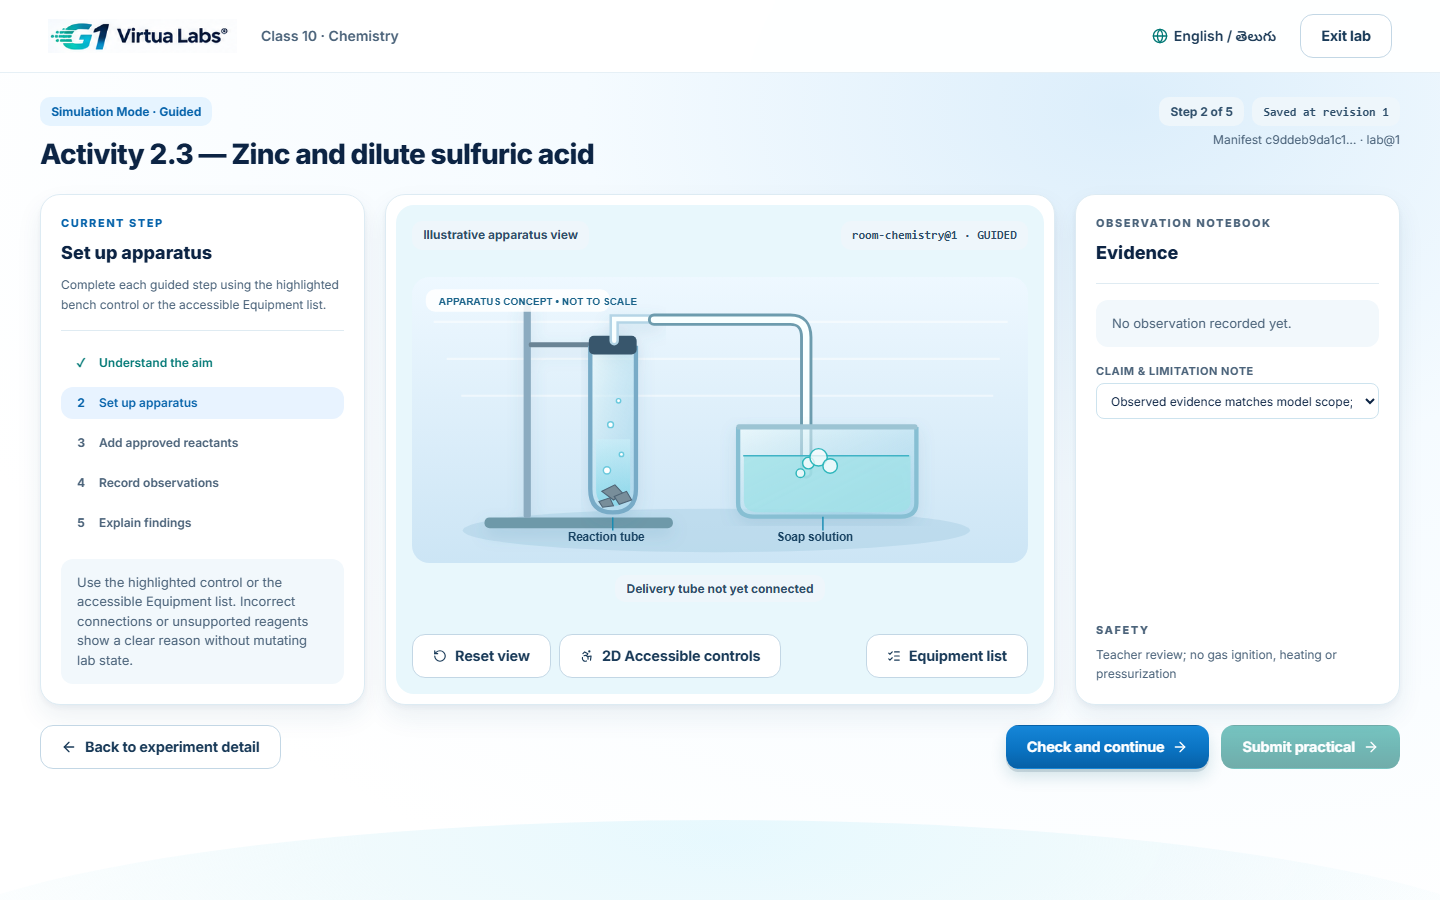 G1 Virtua Labs®
Class 10 · Chemistry
English / తెలుగు
Exit lab
Simulation Mode · Guided
Step 2 of 5
Saved at revision 1
Activity 2.3 — Zinc and dilute sulfuric acid
Manifest c9ddeb9da1c1... · lab@1
CURRENT STEP
Set up apparatus
Complete each guided step using the highlighted
bench control or the accessible Equipment list.
✓ Understand the aim
2 Set up apparatus
3 Add approved reactants
4 Record observations
5 Explain findings
Use the highlighted control or the
accessible Equipment list. Incorrect
connections or unsupported reagents
show a clear reason without mutating
lab state.
Illustrative apparatus view
room-chemistry@1 · GUIDED
APPARATUS CONCEPT • NOT TO SCALE
Reaction tube
Soap solution
Delivery tube not yet connected
Reset view
2D Accessible controls
Equipment list
OBSERVATION NOTEBOOK
Evidence
No observation recorded yet.
CLAIM & LIMITATION NOTE
Observed evidence matches model scope;
SAFETY
Teacher review; no gas ignition, heating or
pressurization
Back to experiment detail
Check and continue
Submit practical